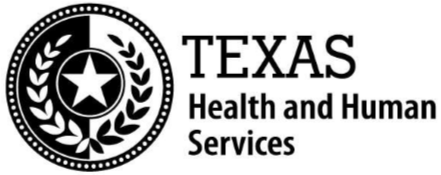 TEXAS
Health and Human
Services